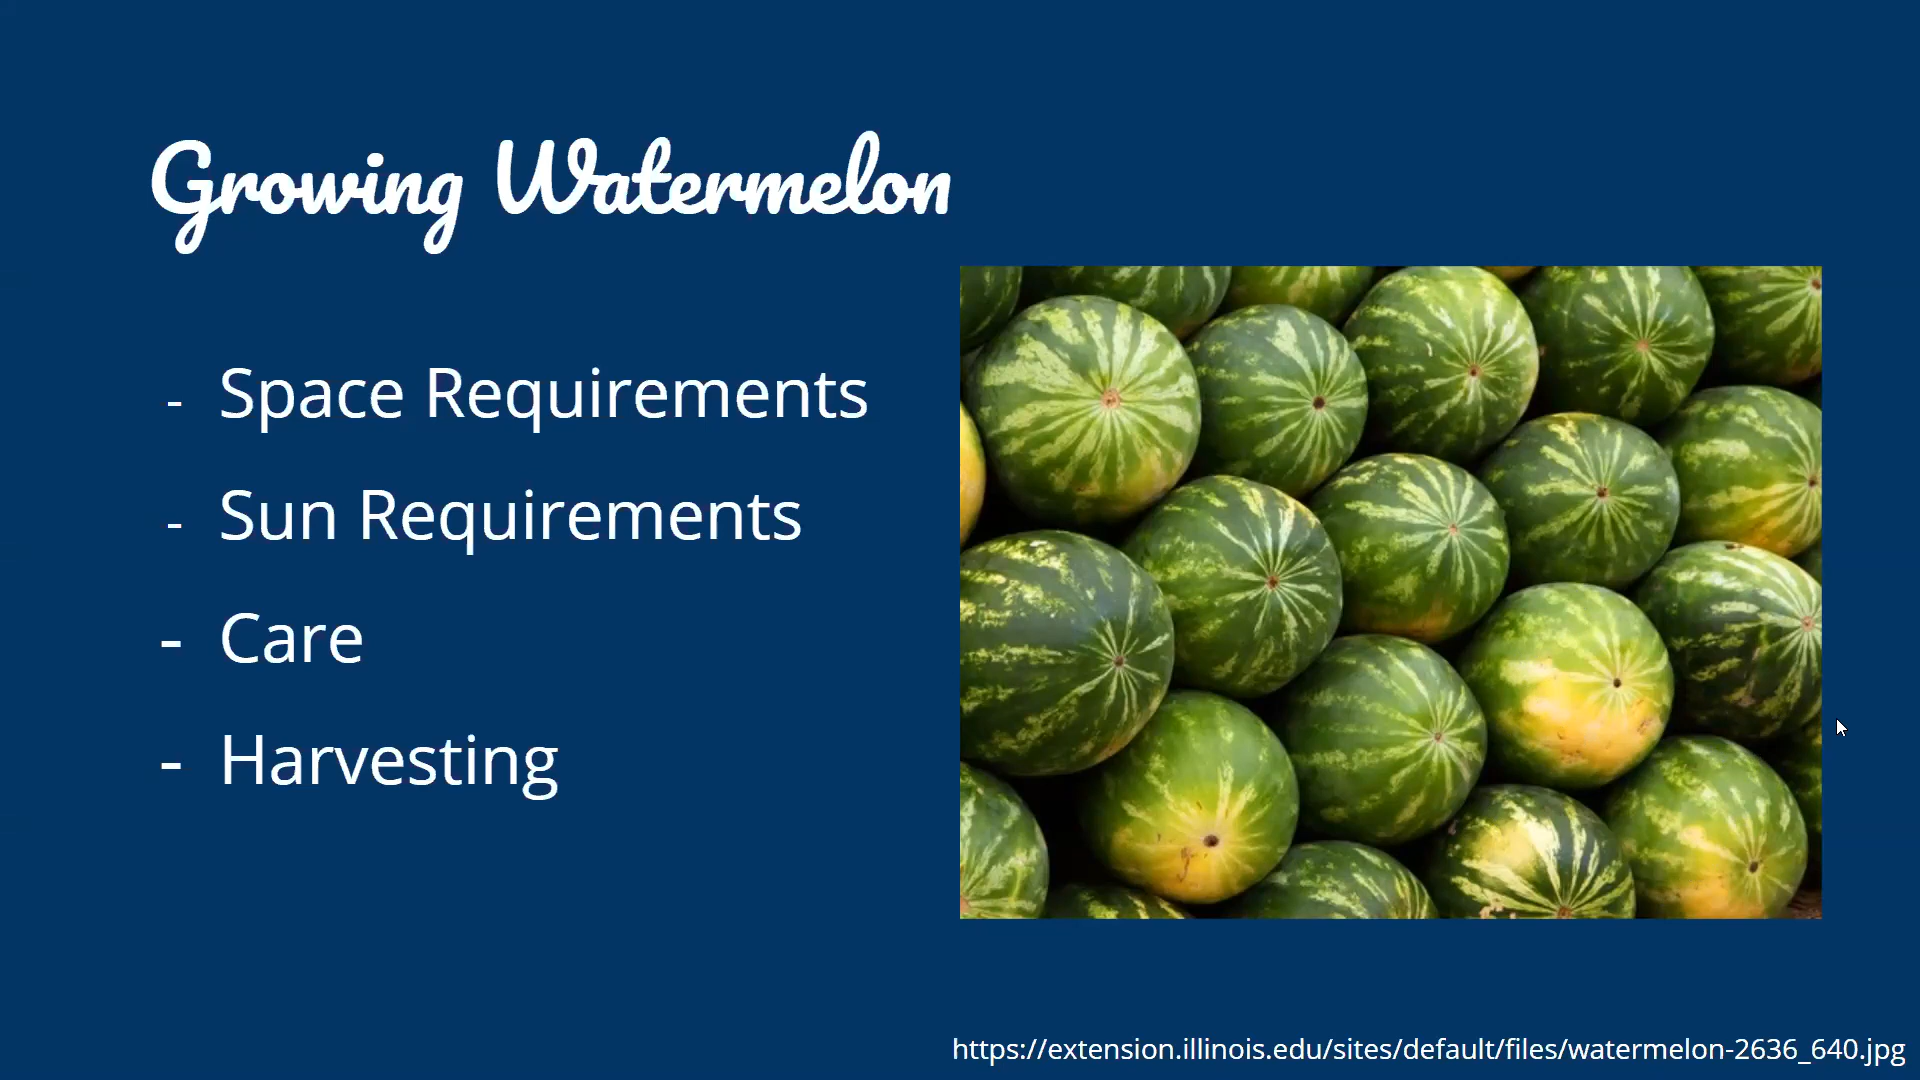 Growing Watermelon
- Space Requirements
- Sun Requirements
- Care
- Harvesting
https://extension.illinois.edu/sites/default/files/watermelon-2636_640.jpg